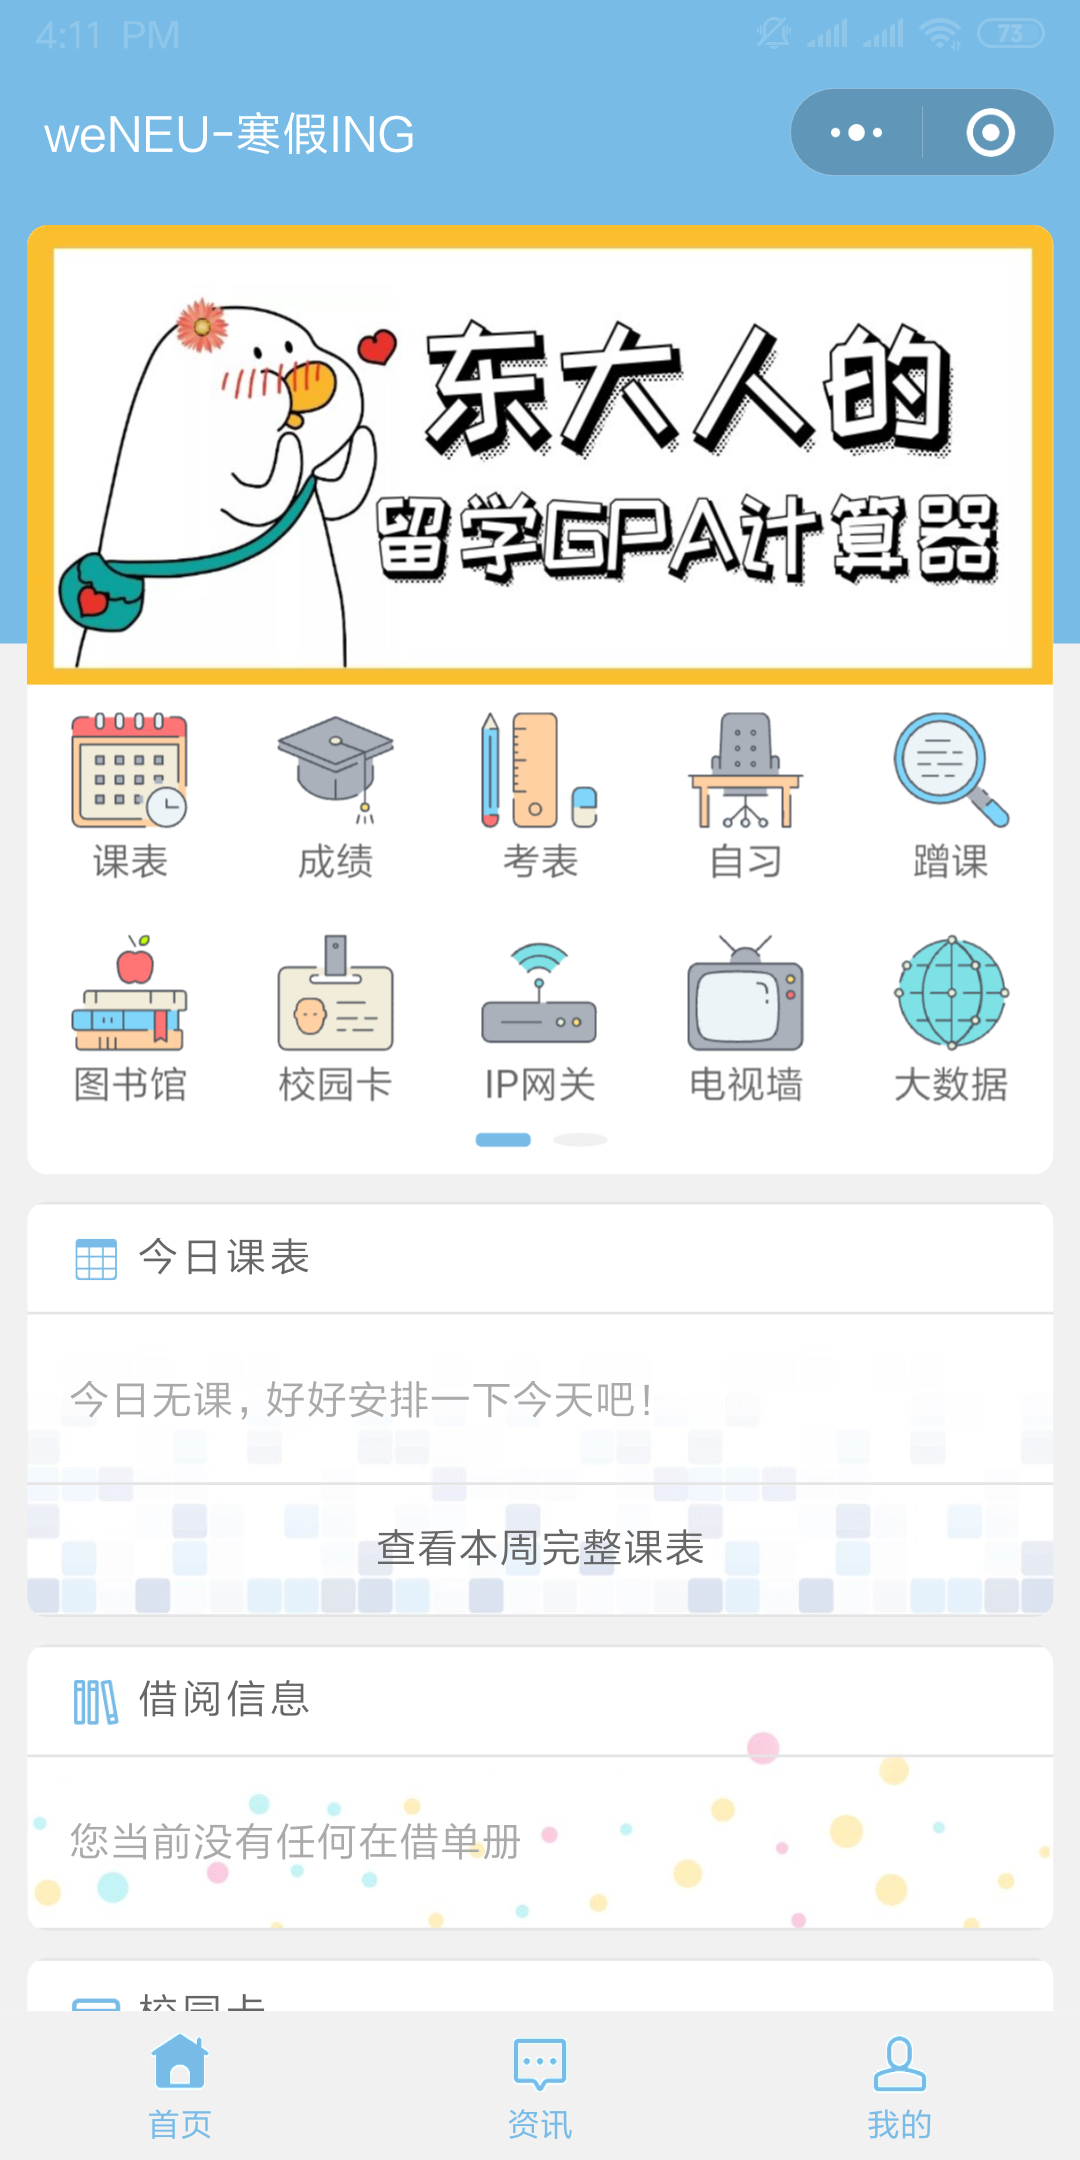 4:11 PM
73
weNEU-寒假ING
东大人的
留学GPA计算器
课表 成绩 考表 自习 蹭课
图书馆 校园卡 IP网关 电视墙 大数据
今日课表
今日无课，好好安排一下今天吧！
查看本周完整课表
借阅信息
您当前没有任何在借单册
校园卡
首页 资讯 我的